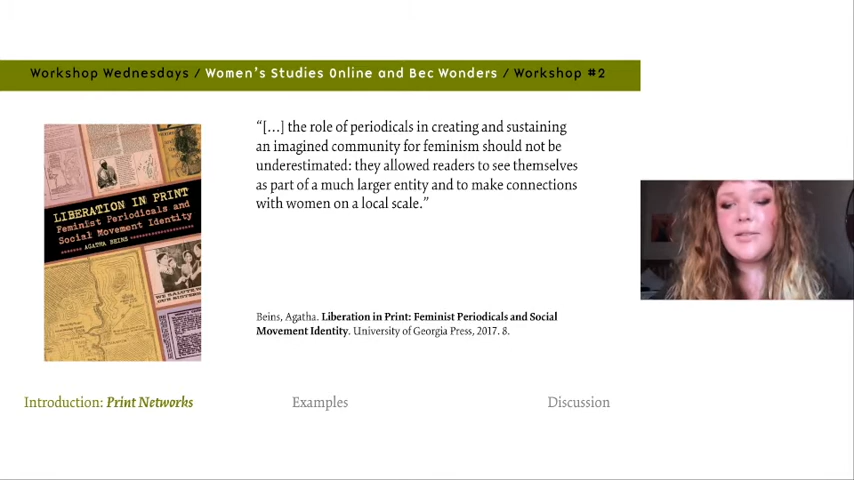 Workshop Wednesdays / Women's Studies Online and Bec Wonders / Workshop #2
LIBERATION IN PRINT
Feminist Periodicals and
Social Movement Identity
AGATHA BEINS
WE SALUTE
OUR SISTERS
“[…] the role of periodicals in creating and sustaining
an imagined community for feminism should not be
underestimated: they allowed readers to see themselves
as part of a much larger entity and to make connections
with women on a local scale.”
Beins, Agatha. Liberation in Print: Feminist Periodicals and Social
Movement Identity. University of Georgia Press, 2017. 8.
Introduction: Print Networks
Examples
Discussion